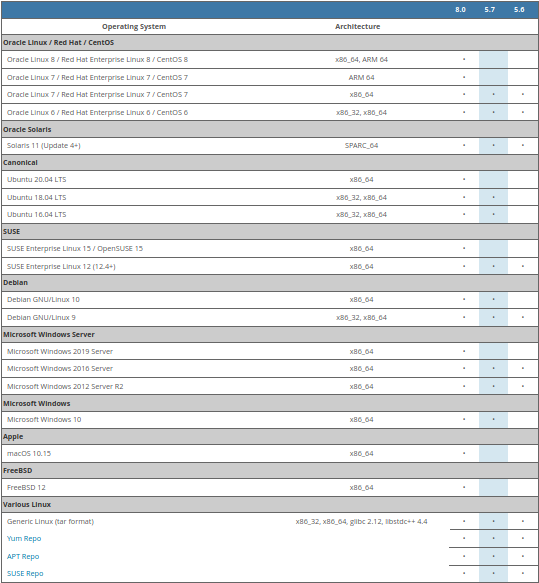 8.0 5.7 5.6
Operating System Architecture
Oracle Linux / Red Hat / CentOS
Oracle Linux 8 / Red Hat Enterprise Linux 8 / CentOS 8 x86_64, ARM 64 •
Oracle Linux 7 / Red Hat Enterprise Linux 7 / CentOS 7 ARM 64 •
Oracle Linux 7 / Red Hat Enterprise Linux 7 / CentOS 7 x86_64 • • •
Oracle Linux 6 / Red Hat Enterprise Linux 6 / CentOS 6 x86_32, x86_64 • • •
Oracle Solaris
Solaris 11 (Update 4+) SPARC_64 • • •
Canonical
Ubuntu 20.04 LTS x86_64 •
Ubuntu 18.04 LTS x86_32, x86_64 • •
Ubuntu 16.04 LTS x86_32, x86_64 • •
SUSE
SUSE Enterprise Linux 15 / OpenSUSE 15 x86_64 •
SUSE Enterprise Linux 12 (12.4+) x86_64 • • •
Debian
Debian GNU/Linux 10 x86_64 • •
Debian GNU/Linux 9 x86_32, x86_64 • • •
Microsoft Windows Server
Microsoft Windows 2019 Server x86_64 •
Microsoft Windows 2016 Server x86_64 • • •
Microsoft Windows 2012 Server R2 x86_64 • • •
Microsoft Windows
Microsoft Windows 10 x86_64 • •
Apple
macOS 10.15 x86_64 •
FreeBSD
FreeBSD 12 x86_64 •
Various Linux
Generic Linux (tar format) x86_32, x86_64, glibc 2.12, libstdc++ 4.4 • • •
Yum Repo • • •
APT Repo • • •
SUSE Repo • • •